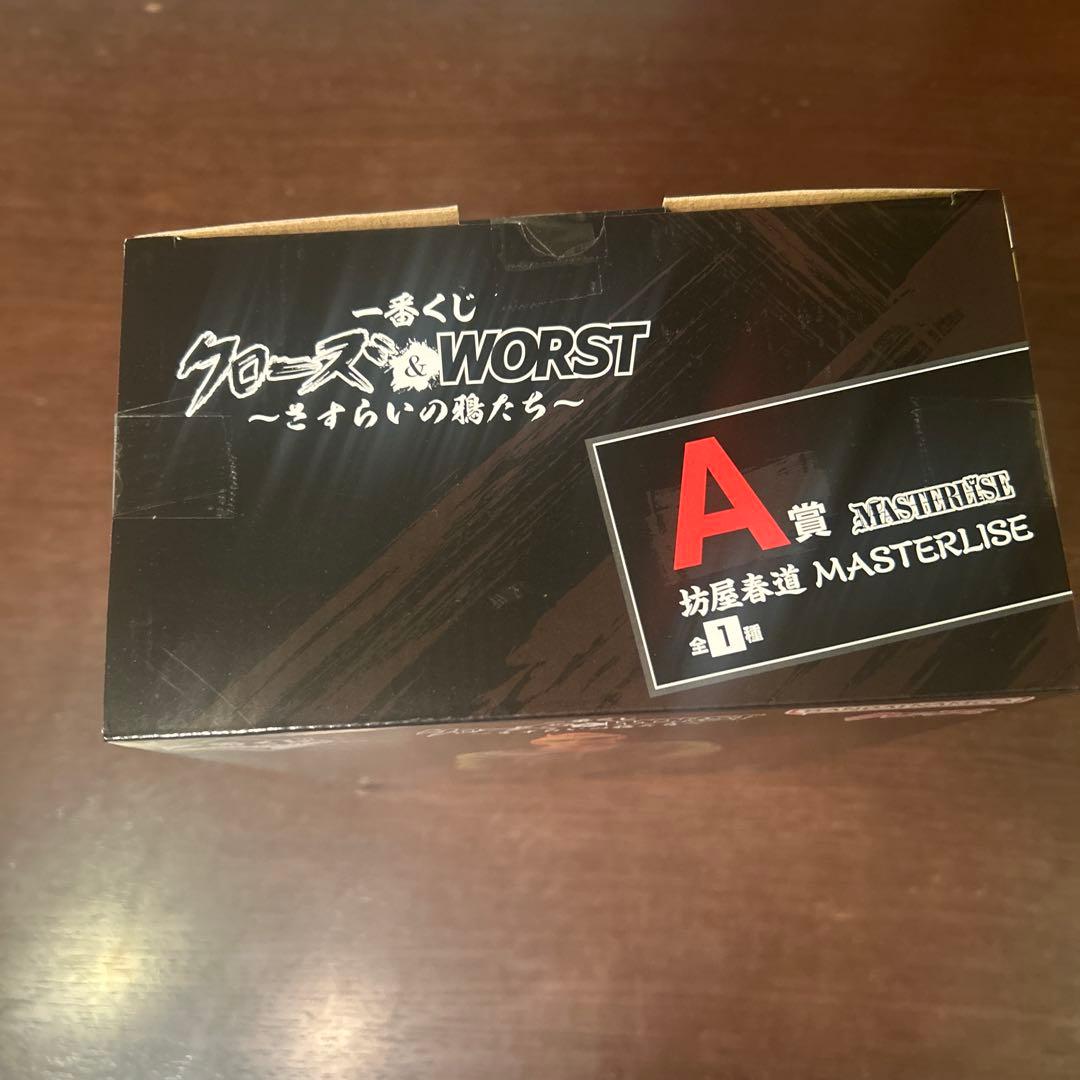 一番くじ
クローズ&WORST
〜さすらいの鴉たち〜
A賞 MASTERLISE
坊屋春道 MASTERLISE
全1種